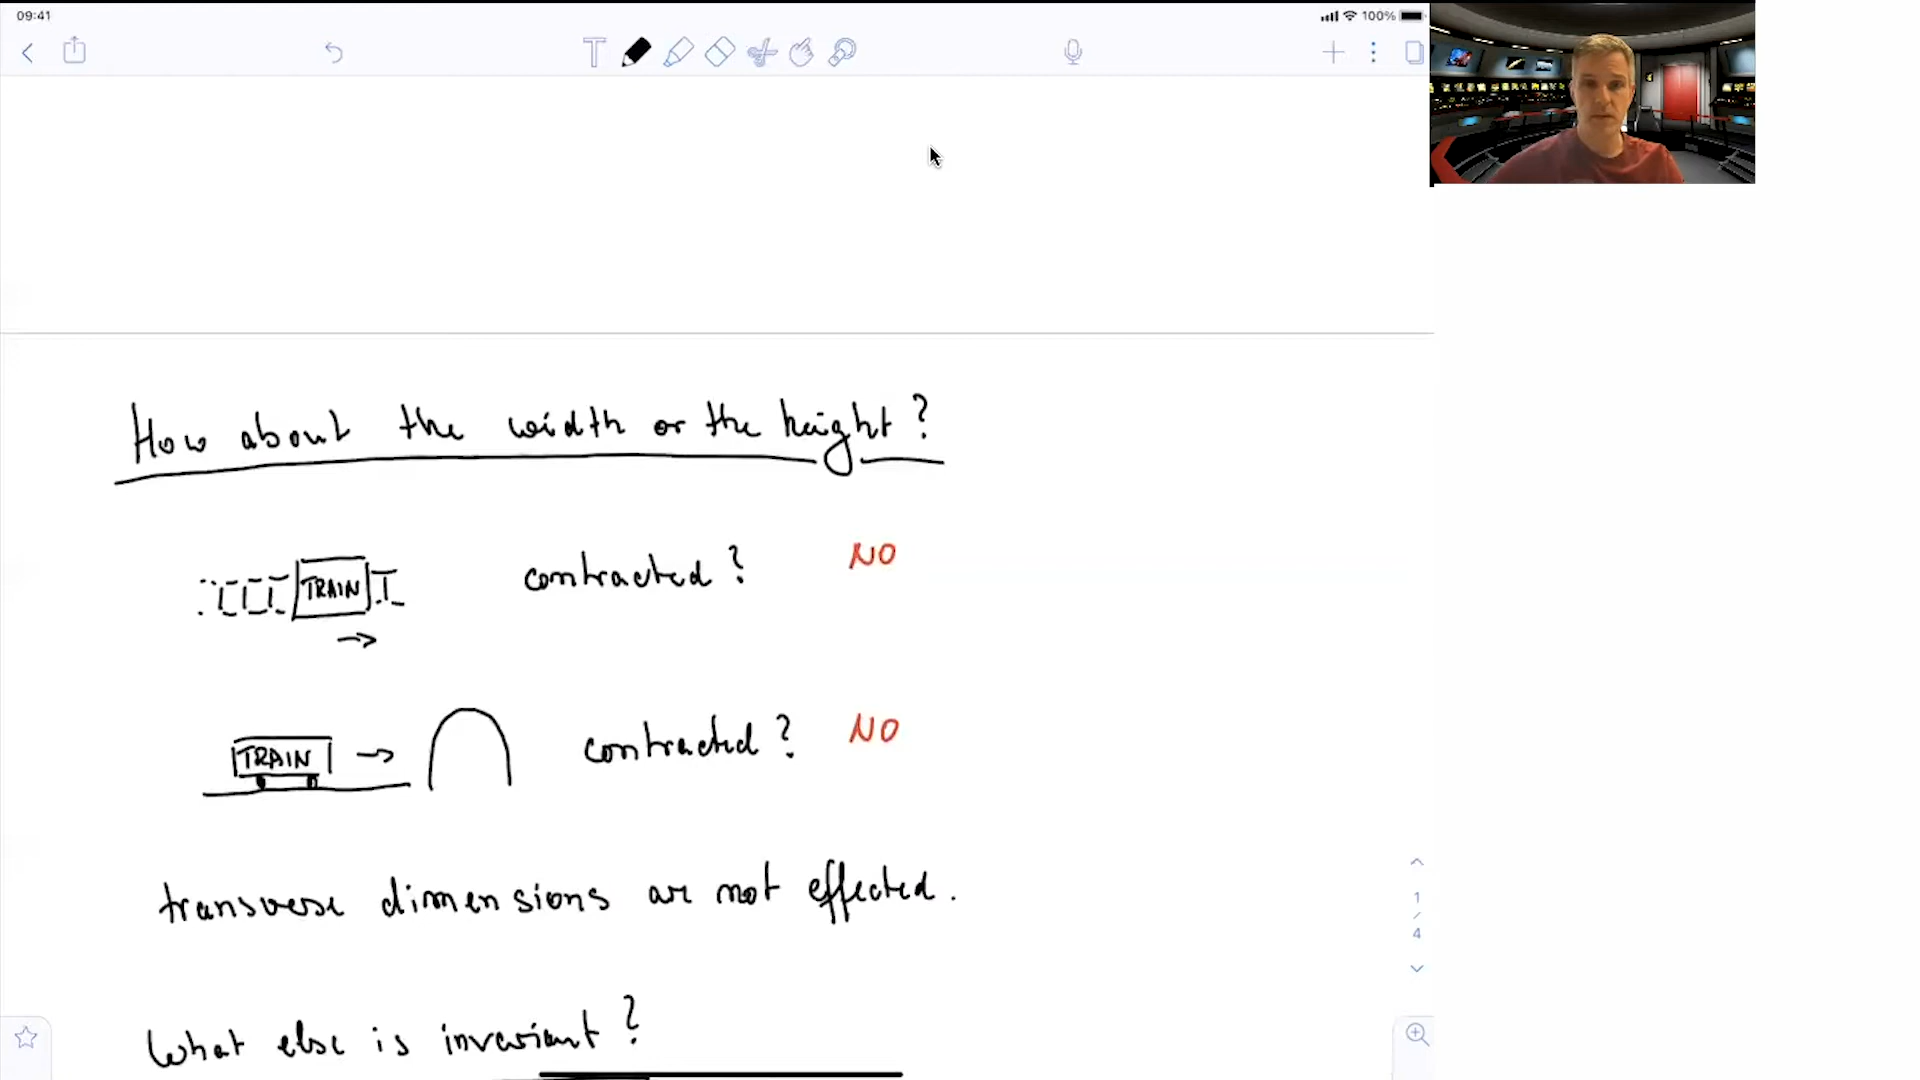 09:41
100%
T
How about the width or the height?
TRAIN
contracted?
NO
TRAIN
contracted?
NO
transverse dimensions are not effected.
1
/
4
What else is invariant?